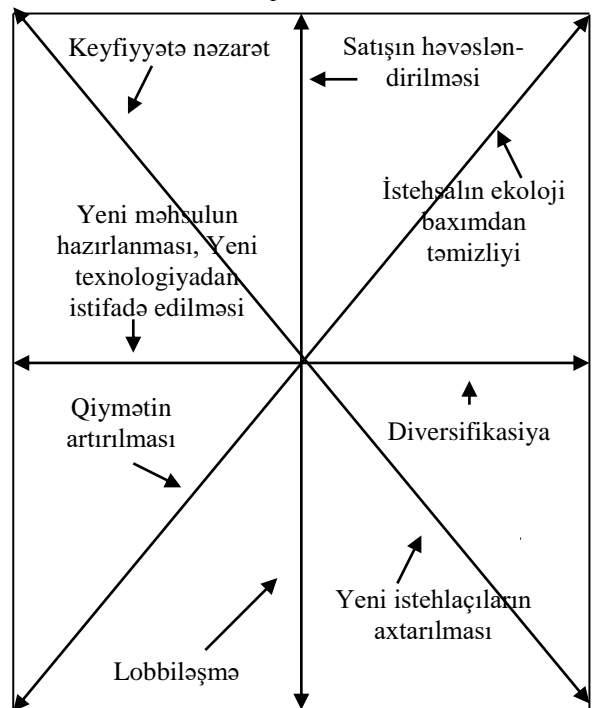 Keyfiyyətə nəzarət
Satışın həvəslən-
dirilməsi
İstehsalın ekoloji
baxımdan
təmizliyi
Yeni məhsulun
hazırlanması, Yeni
texnologiyadan
istifadə edilməsi
Qiymətin
artırılması
Diversifikasiya
Yeni istehlaçıların
axtarılması
Lobbiləşmə